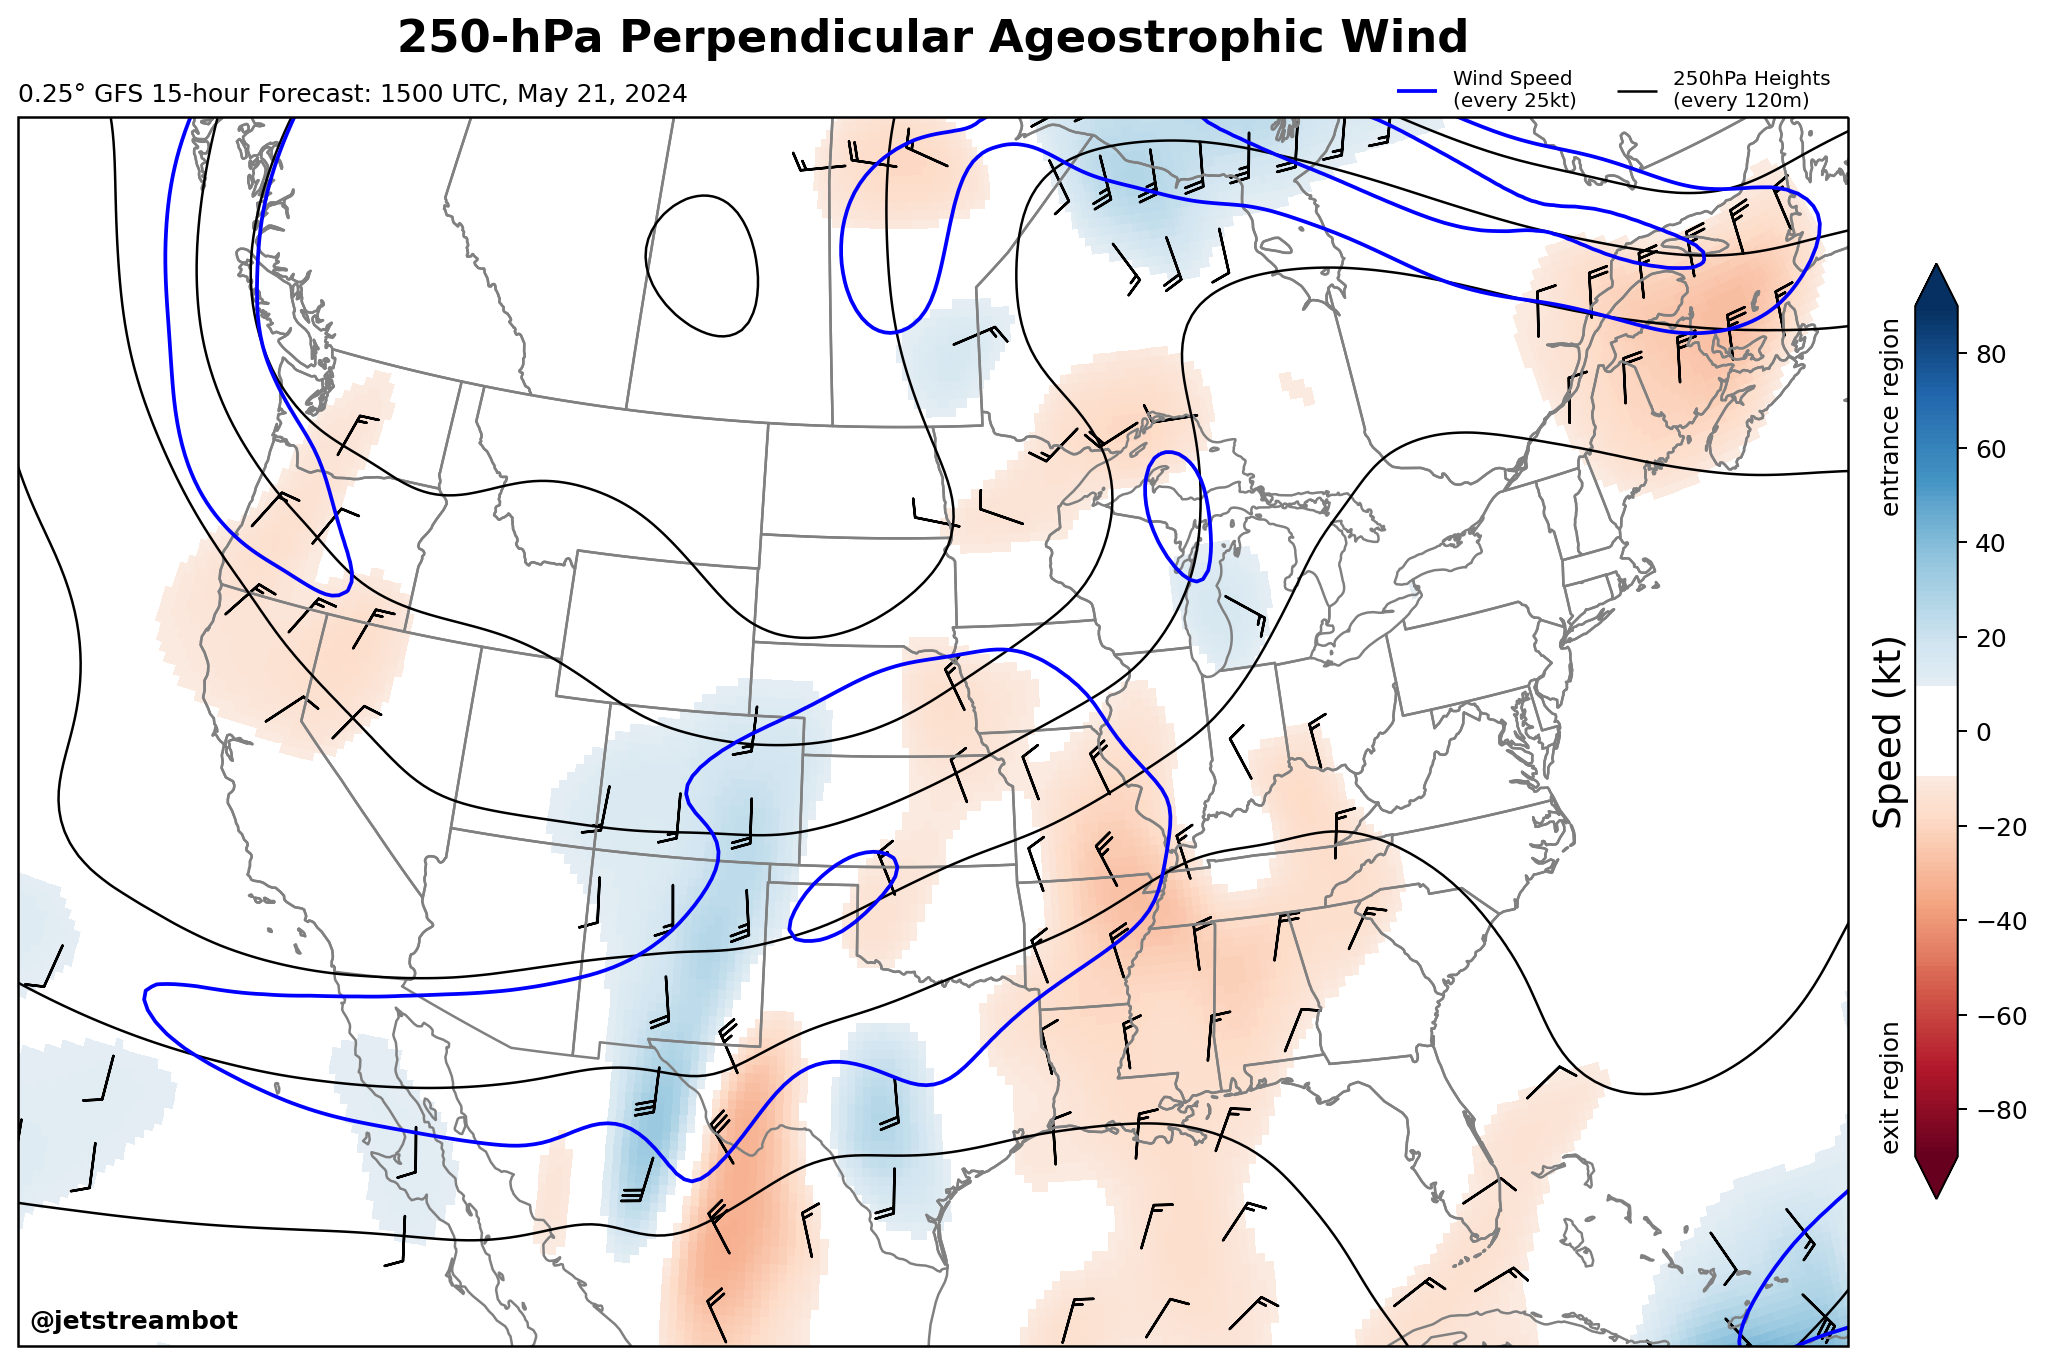 250-hPa Perpendicular Ageostrophic Wind
0.25° GFS 15-hour Forecast: 1500 UTC, May 21, 2024
Wind Speed
(every 25kt)
250hPa Heights
(every 120m)
entrance region
exit region
Speed (kt)
80
60
40
20
0
−20
−40
−60
−80
@jetstreambot